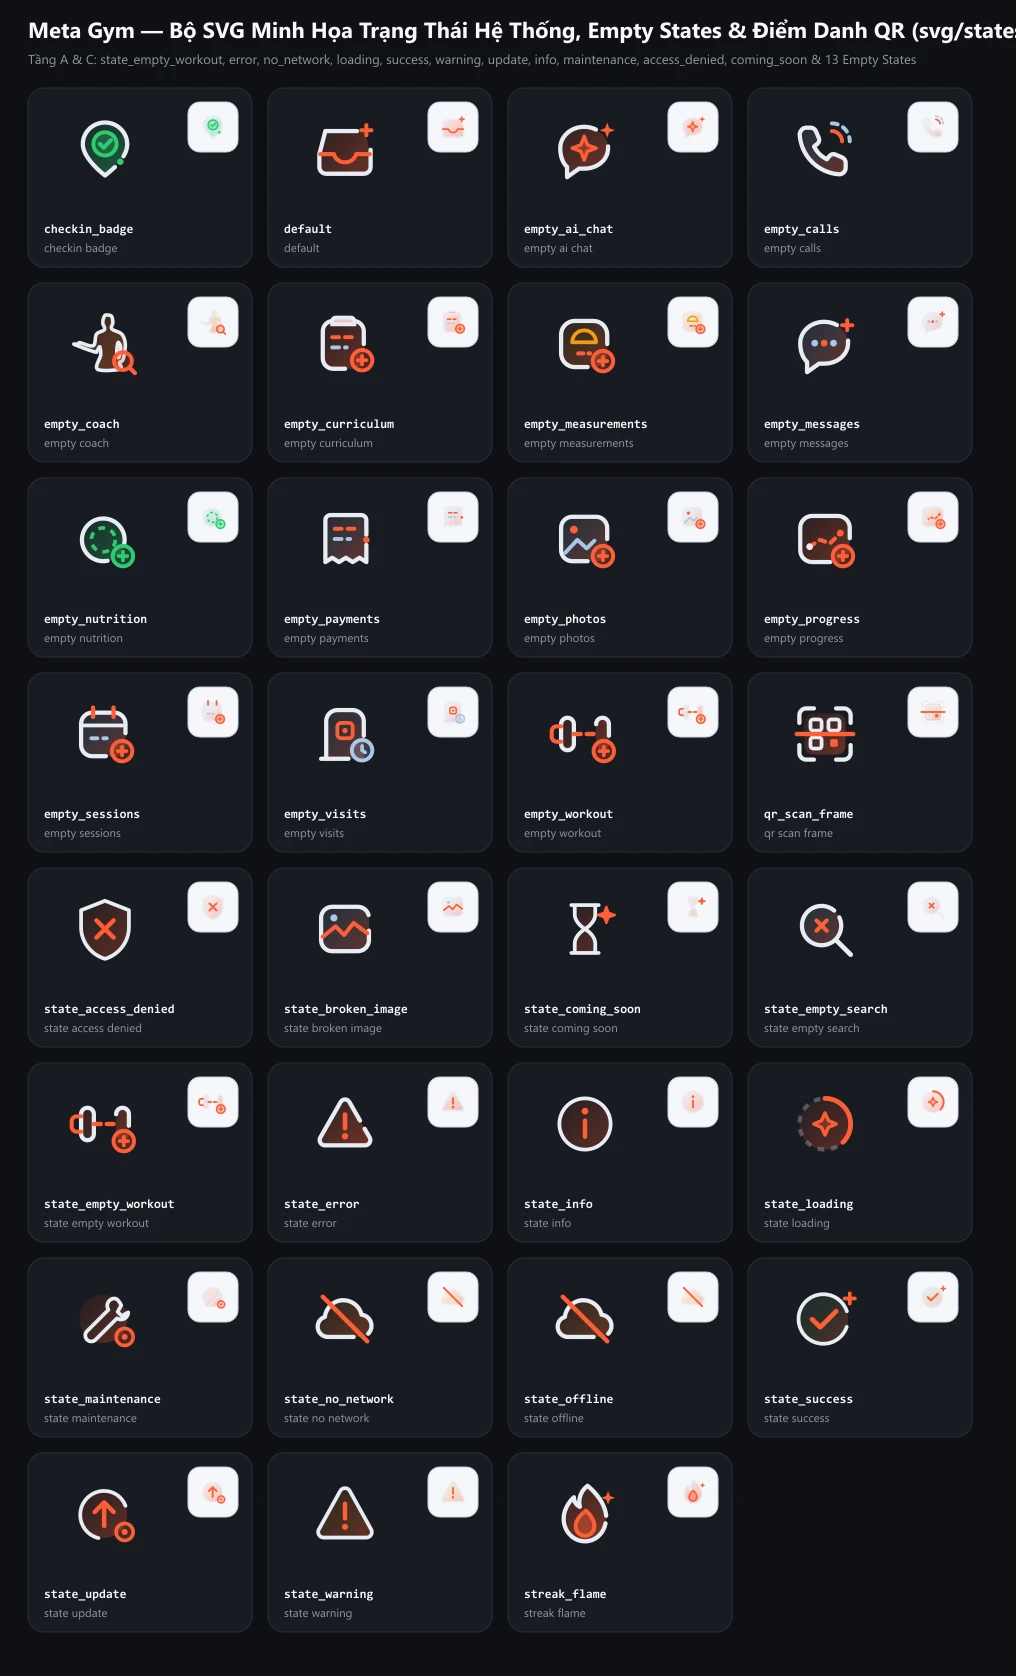 Meta Gym — Bộ SVG Minh Họa Trạng Thái Hệ Thống, Empty States & Điểm Danh QR (svg/states
Tầng A & C: state_empty_workout, error, no_network, loading, success, warning, update, info, maintenance, access_denied, coming_soon & 13 Empty States
checkin_badge
checkin badge
default
default
empty_ai_chat
empty ai chat
empty_calls
empty calls
empty_coach
empty coach
empty_curriculum
empty curriculum
empty_measurements
empty measurements
empty_messages
empty messages
empty_nutrition
empty nutrition
empty_payments
empty payments
empty_photos
empty photos
empty_progress
empty progress
empty_sessions
empty sessions
empty_visits
empty visits
empty_workout
empty workout
qr_scan_frame
qr scan frame
state_access_denied
state access denied
state_broken_image
state broken image
state_coming_soon
state coming soon
state_empty_search
state empty search
state_empty_workout
state empty workout
state_error
state error
state_info
state info
state_loading
state loading
state_maintenance
state maintenance
state_no_network
state no network
state_offline
state offline
state_success
state success
state_update
state update
state_warning
state warning
streak_flame
streak flame